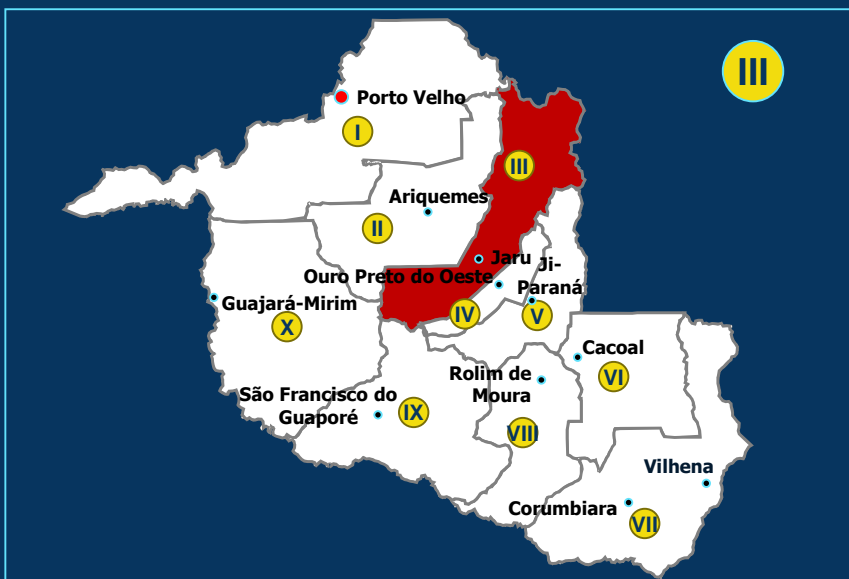 III
Porto Velho
I
III
Ariquemes
II
Jaru
Ouro Preto do Oeste
Ji-
Paraná
Guajará-Mirim
IV
V
X
Cacoal
Rolim de
Moura
VI
São Francisco do
Guaporé
IX
VIII
Vilhena
Corumbiara
VII